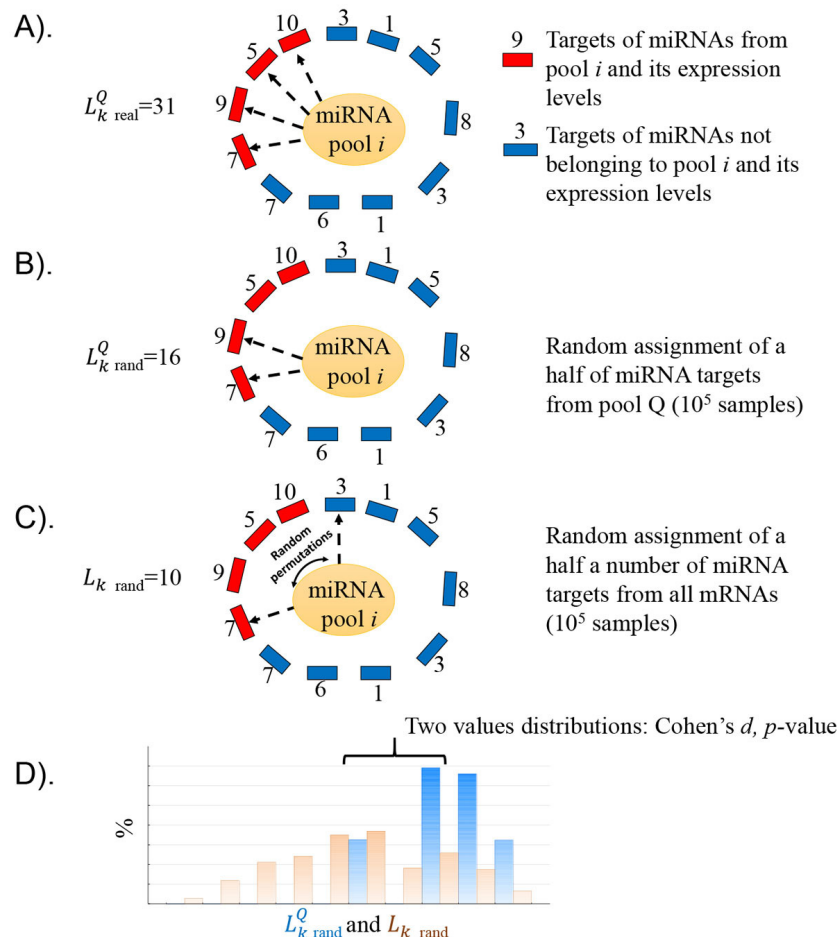 A).
10
3
1
5
5
9
8
7
7
6
1
3
miRNA
pool i
L^Q_k real=31
9
Targets of miRNAs from
pool i and its expression
levels
3
Targets of miRNAs not
belonging to pool i and its
expression levels
B).
10
3
1
5
5
9
8
7
7
6
1
3
miRNA
pool i
L^Q_k rand=16
Random assignment of a
half of miRNA targets
from pool Q (10⁵ samples)
C).
10
3
1
5
5
9
8
7
7
6
1
3
Random
permutations
miRNA
pool i
L_k rand=10
Random assignment of a
half a number of miRNA
targets from all mRNAs
(10⁵ samples)
Two values distributions: Cohen's d, p-value
D).
%
L^Q_k rand and L_k rand